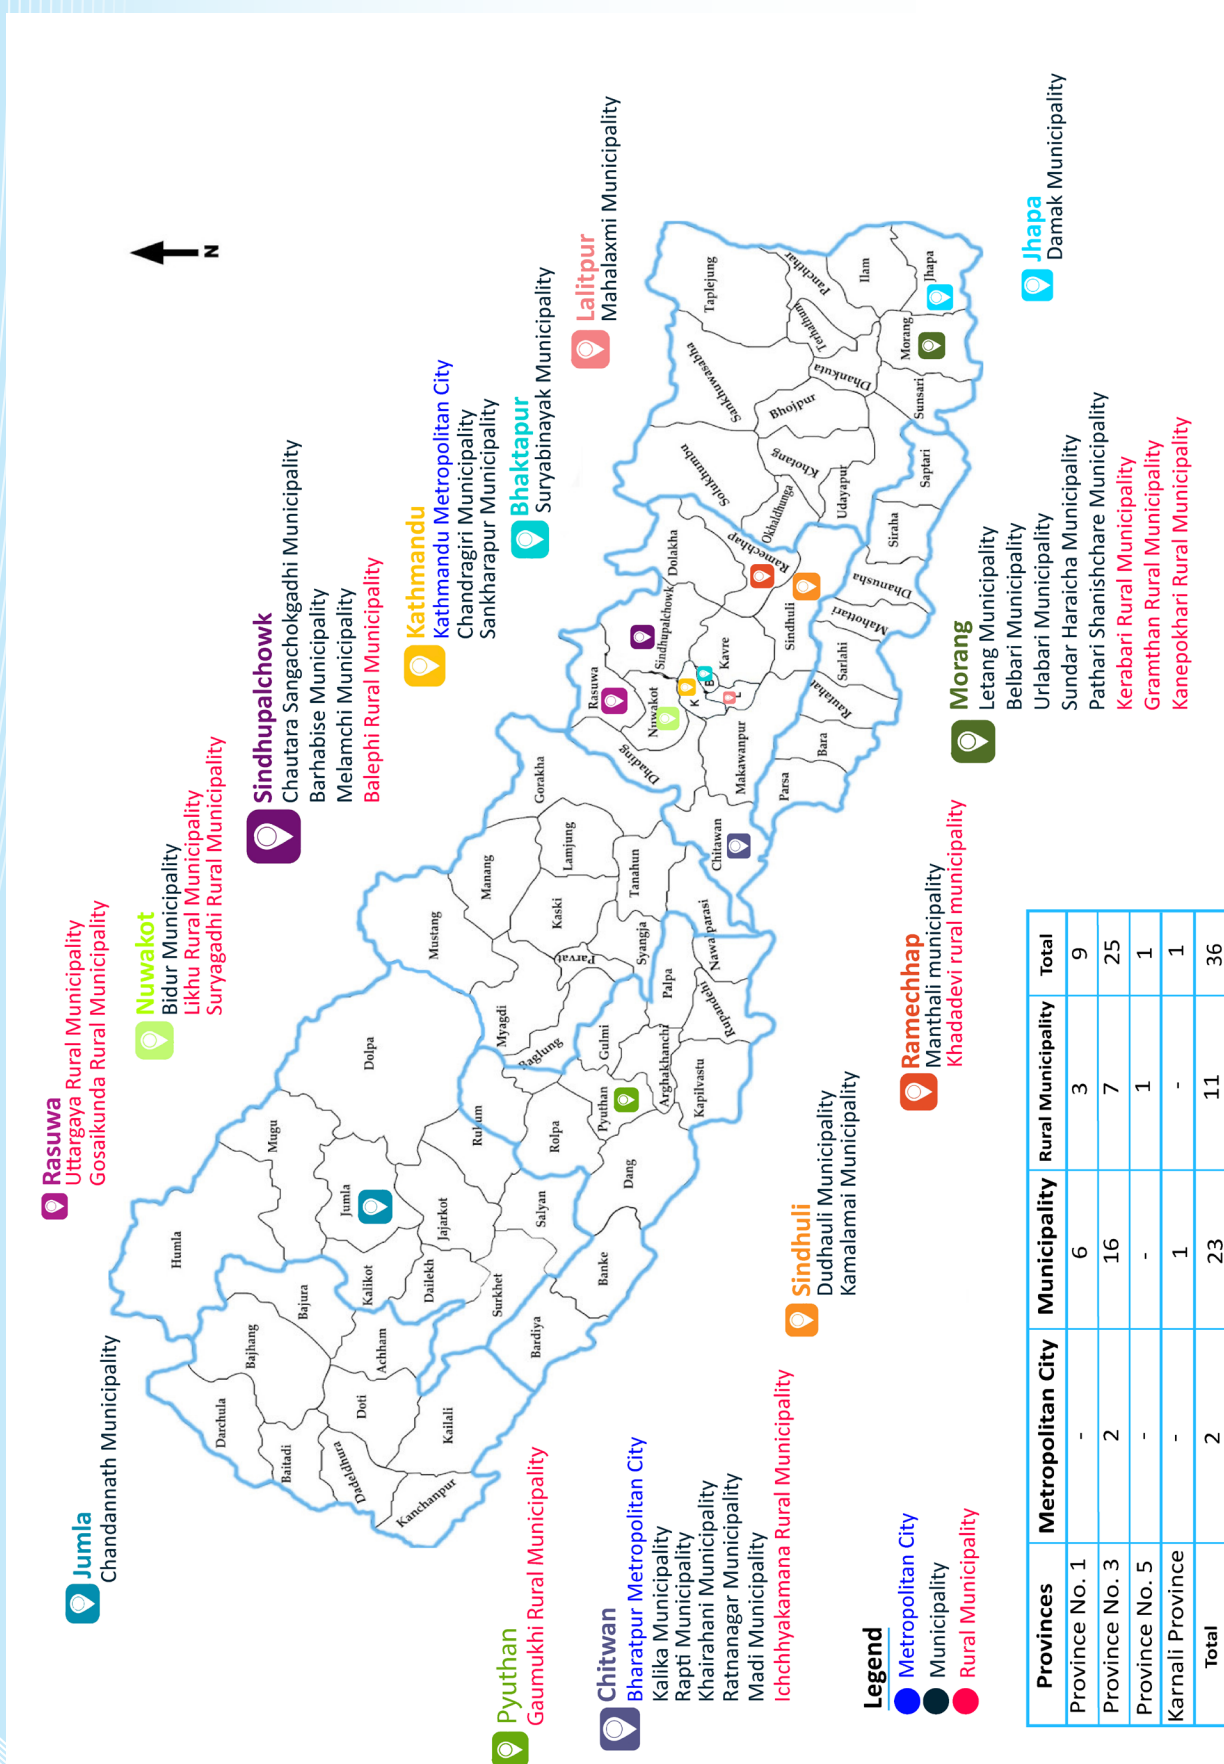 N
Jumla
Chandannath Municipality
Rasuwa
Uttargaya Rural Municipality
Gosaikunda Rural Municipality
Nuwakot
Bidur Municipality
Likhu Rural Municipality
Suryagadhi Rural Municipality
Sindhupalchowk
Chautara Sangachokgadhi Municipality
Barhabise Municipality
Melamchi Municipality
Balephi Rural Municipality
Kathmandu
Kathmandu Metropolitan City
Chandragiri Municipality
Sankharapur Municipality
Bhaktapur
Suryabinayak Municipality
Lalitpur
Mahalaxmi Municipality
Darchula
Bajhang
Humla
Baitadi
Bajura
Mugu
Dadeldhura
Doti
Achham
Kalikot
Jumla
Dolpa
Kanchanpur
Kailali
Dailekh
Jajarkot
Mustang
Surkhet
Rukum
Myagdi
Manang
Bardiya
Salyan
Rolpa
Baglung
Gorakha
Banke
Dang
Pyuthan
Gulmi
Parvat
Kaski
Lamjung
Arghakhanchi
Palpa
Syangja
Tanahun
Kapilvastu
Rupandehi
Nawalparasi
Chitawan
Dhading
Nuwakot
Rasuwa
Sindhupalchowk
Dolakha
K
B
L
Kavre
Makawanpur
Ramechhap
Sindhuli
Parsa
Bara
Rautahat
Sarlahi
Mahottari
Dhanusha
Siraha
Saptari
Solukhumbu
Okhaldhunga
Khotang
Udayapur
Sankhuwasabha
Bhojpur
Dhankuta
Terhathum
Taplejung
Panchthar
Ilam
Sunsari
Morang
Jhapa
Pyuthan
Gaumukhi Rural Municipality
Chitwan
Bharatpur Metropolitan City
Kalika Municipality
Rapti Municipality
Khairahani Municipality
Ratnanagar Municipality
Madi Municipality
Ichchhyakamana Rural Municipality
Sindhuli
Dudhauli Municipality
Kamalamai Municipality
Ramechhap
Manthali municipality
Khadadevi rural municipality
Morang
Letang Municipality
Belbari Municipality
Urlabari Municipality
Sundar Haraicha Municipality
Pathari Shanishchare Municipality
Kerabari Rural Municipality
Gramthan Rural Municipality
Kanepokhari Rural Municipality
Jhapa
Damak Municipality
Legend
Metropolitan City
Municipality
Rural Municipality
Provinces Metropolitan City Municipality Rural Municipality Total
Province No. 1 - 6 3 9
Province No. 3 2 16 7 25
Province No. 5 - - 1 1
Karnali Province - 1 - 1
Total 2 23 11 36